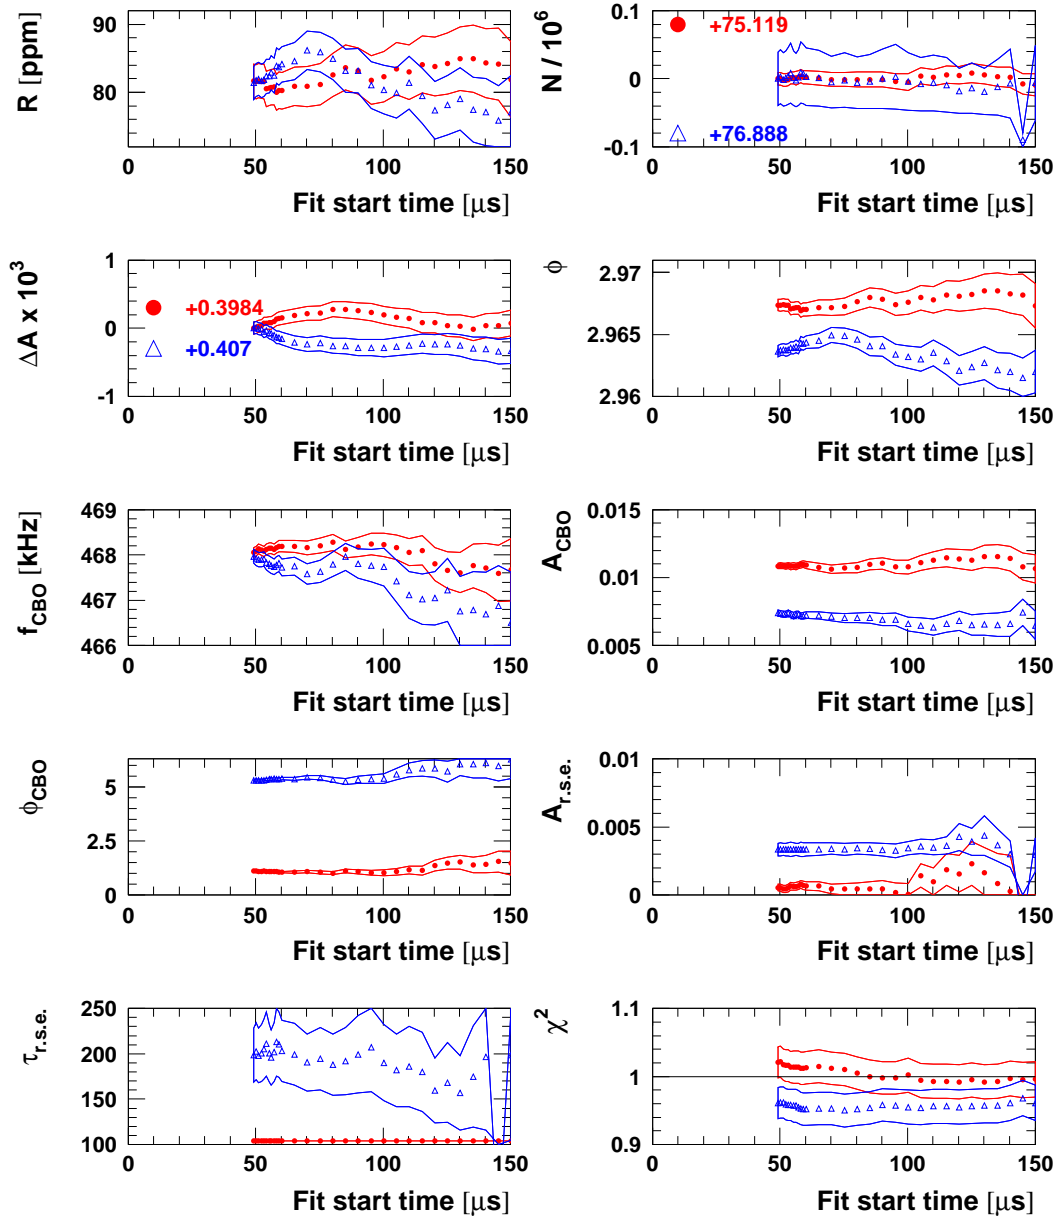 R [ppm]
90
80
0 50 100 150
Fit start time [μs]
N / 10^6
0.1
0
-0.1
+75.119
+76.888
0 50 100 150
Fit start time [μs]
ΔA x 10^3
1
0
-1
+0.3984
+0.407
0 50 100 150
Fit start time [μs]
ϕ
2.97
2.965
2.96
0 50 100 150
Fit start time [μs]
f_CBO [kHz]
469
468
467
466
0 50 100 150
Fit start time [μs]
A_CBO
0.015
0.01
0.005
0 50 100 150
Fit start time [μs]
ϕ_CBO
5
2.5
0
0 50 100 150
Fit start time [μs]
A_r.s.e.
0.01
0.005
0
0 50 100 150
Fit start time [μs]
τ_r.s.e.
250
200
150
100
0 50 100 150
Fit start time [μs]
χ^2
1.1
1
0.9
0 50 100 150
Fit start time [μs]